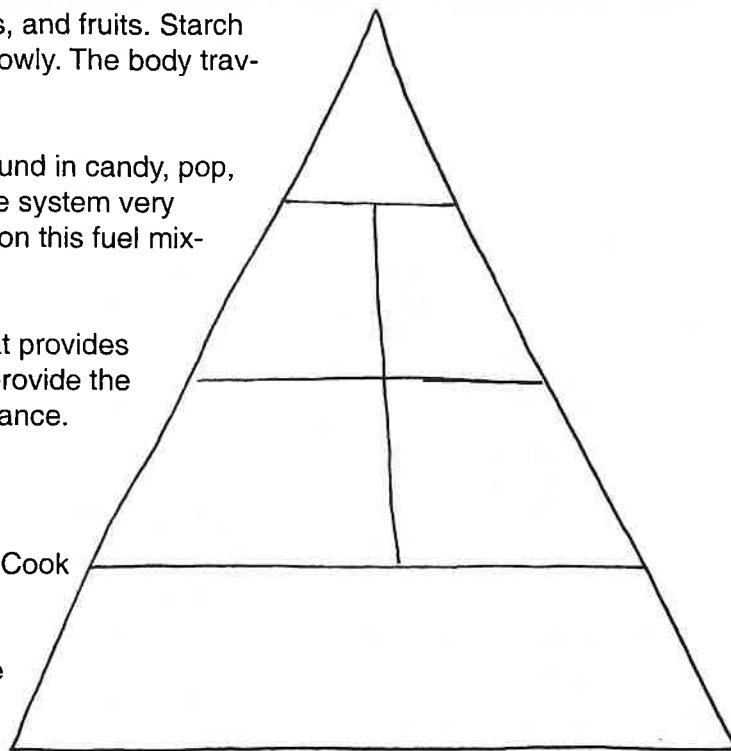 s, and fruits. Starch
owly. The body trav-
und in candy, pop,
e system very
on this fuel mix-
t provides
provide the
ance.
Cook
e